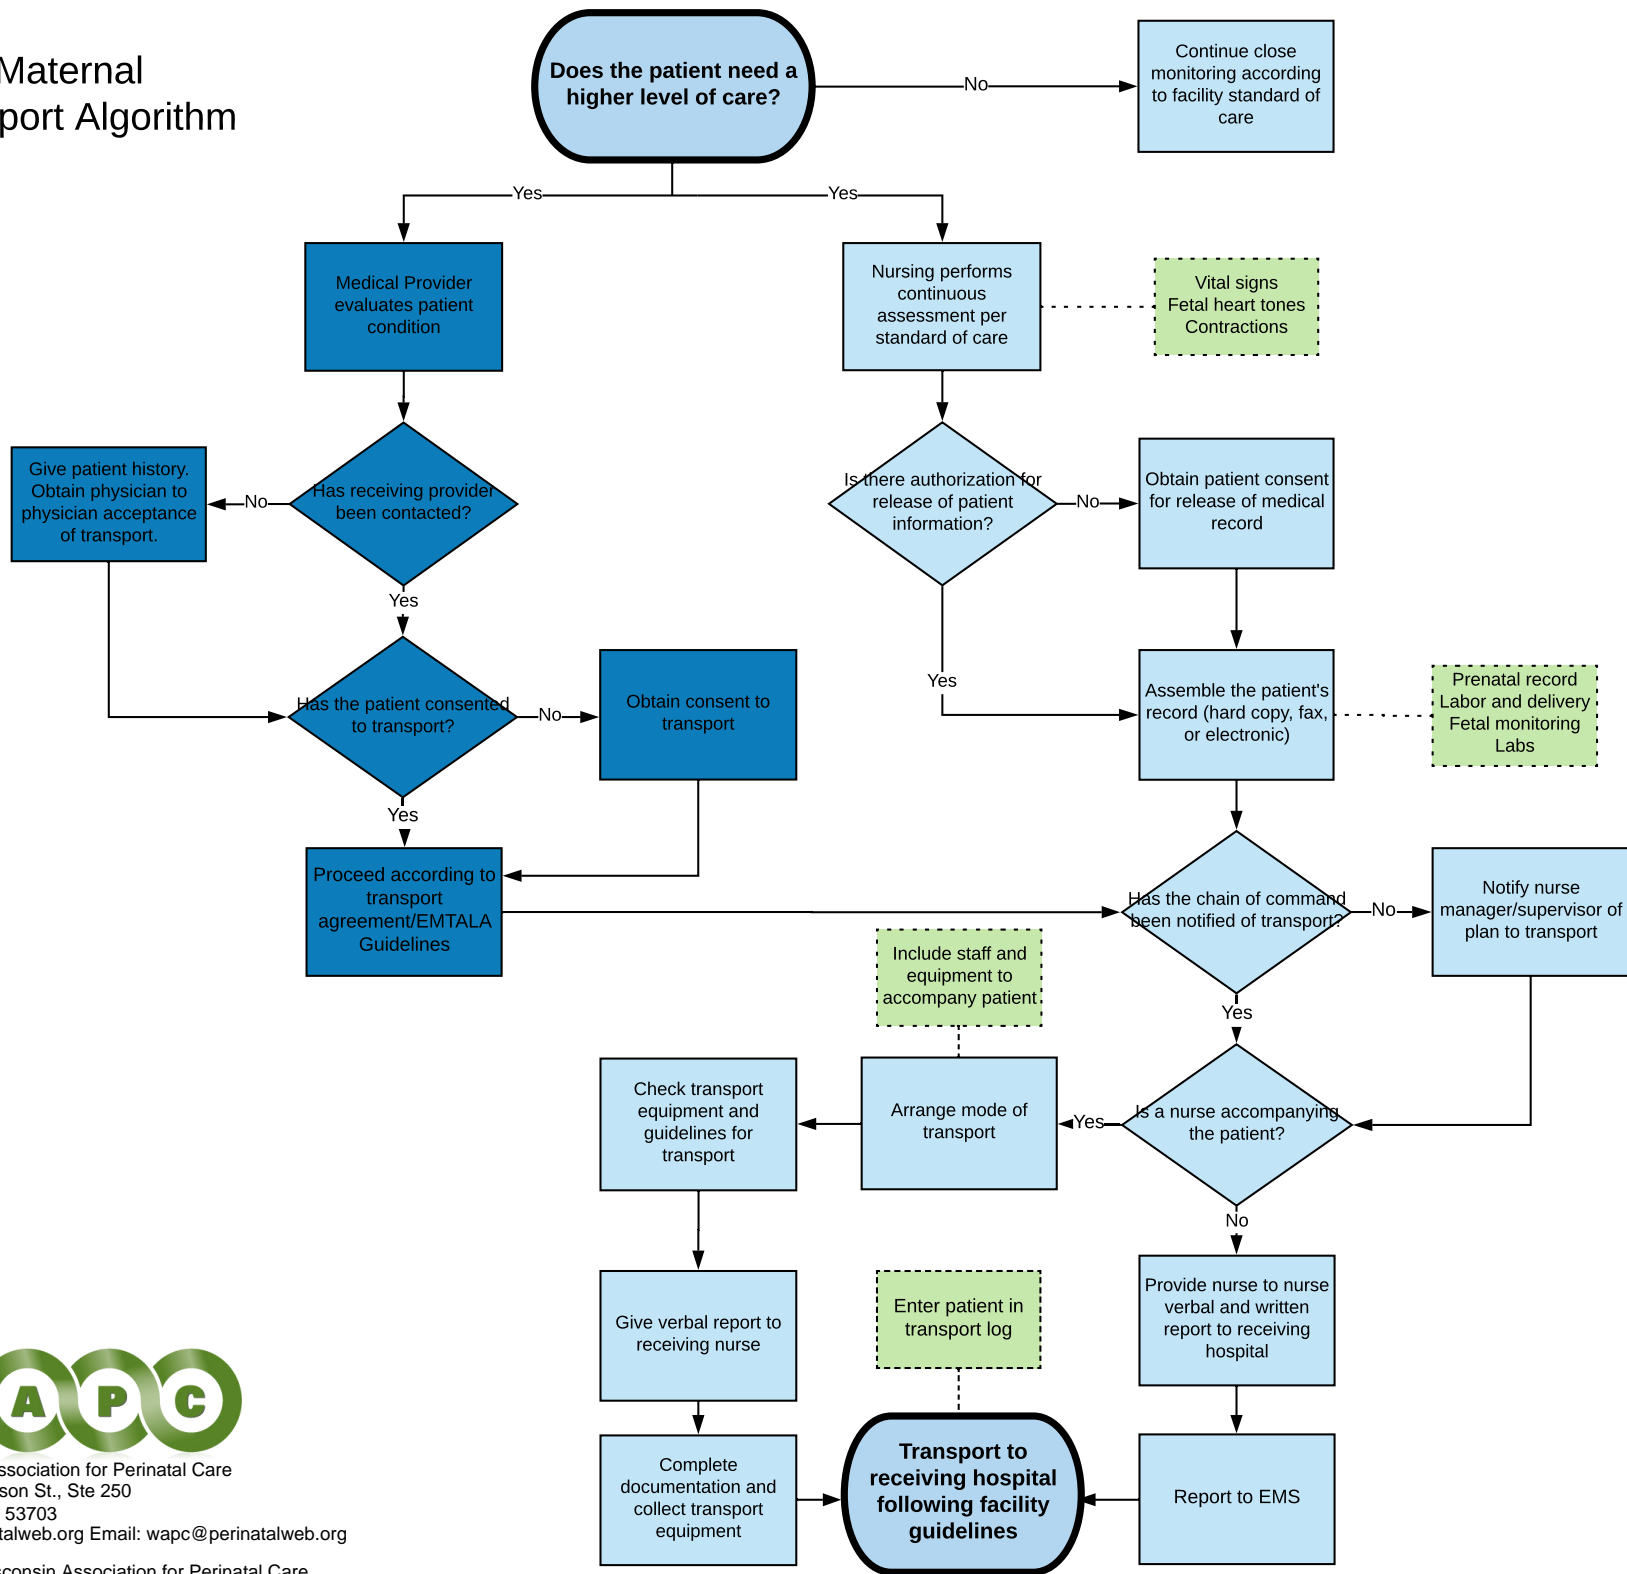 Maternal
port Algorithm
Does the patient need a
higher level of care?
No
Continue close
monitoring according
to facility standard of
care
Yes
Yes
Medical Provider
evaluates patient
condition
Nursing performs
continuous
assessment per
standard of care
Vital signs
Fetal heart tones
Contractions
Give patient history.
Obtain physician to
physician acceptance
of transport.
No
Has receiving provider
been contacted?
Is there authorization for
release of patient
information?
No
Obtain patient consent
for release of medical
record
Yes
Has the patient consented
to transport?
No
Obtain consent to
transport
Yes
Assemble the patient's
record (hard copy, fax,
or electronic)
Prenatal record
Labor and delivery
Fetal monitoring
Labs
Yes
Proceed according to
transport
agreement/EMTALA
Guidelines
Has the chain of command
been notified of transport?
No
Notify nurse
manager/supervisor of
plan to transport
Include staff and
equipment to
accompany patient
Yes
Check transport
equipment and
guidelines for
transport
Arrange mode of
transport
Yes
Is a nurse accompanying
the patient?
No
Give verbal report to
receiving nurse
Enter patient in
transport log
Provide nurse to nurse
verbal and written
report to receiving
hospital
Complete
documentation and
collect transport
equipment
Transport to
receiving hospital
following facility
guidelines
Report to EMS
APC
ssociation for Perinatal Care
son St., Ste 250
53703
talweb.org Email: wapc@perinatalweb.org
sconsin Association for Perinatal Care